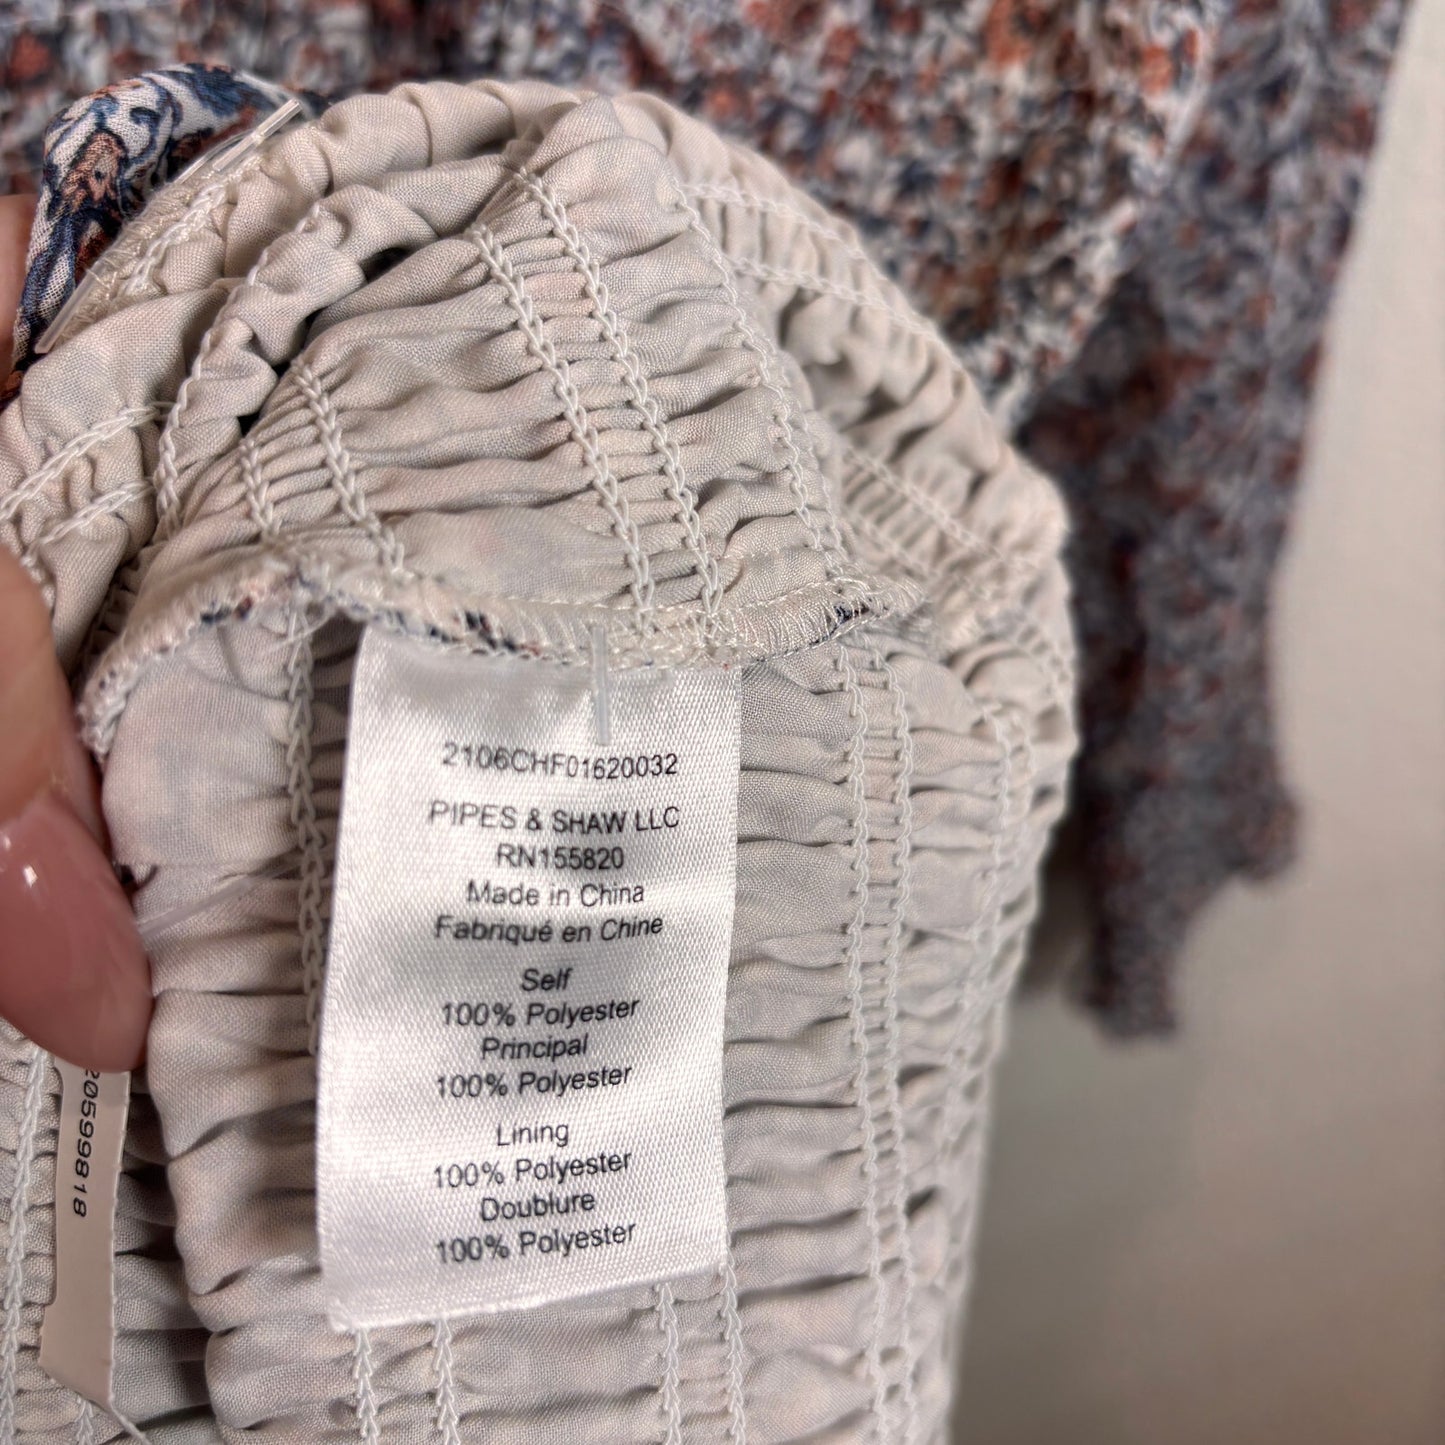 2106CHF01620032
PIPES & SHAW LLC
RN155820
Made in China
Fabriqué en Chine
Self
100% Polyester
Principal
100% Polyester
Lining
100% Polyester
Doublure
100% Polyester
20599818